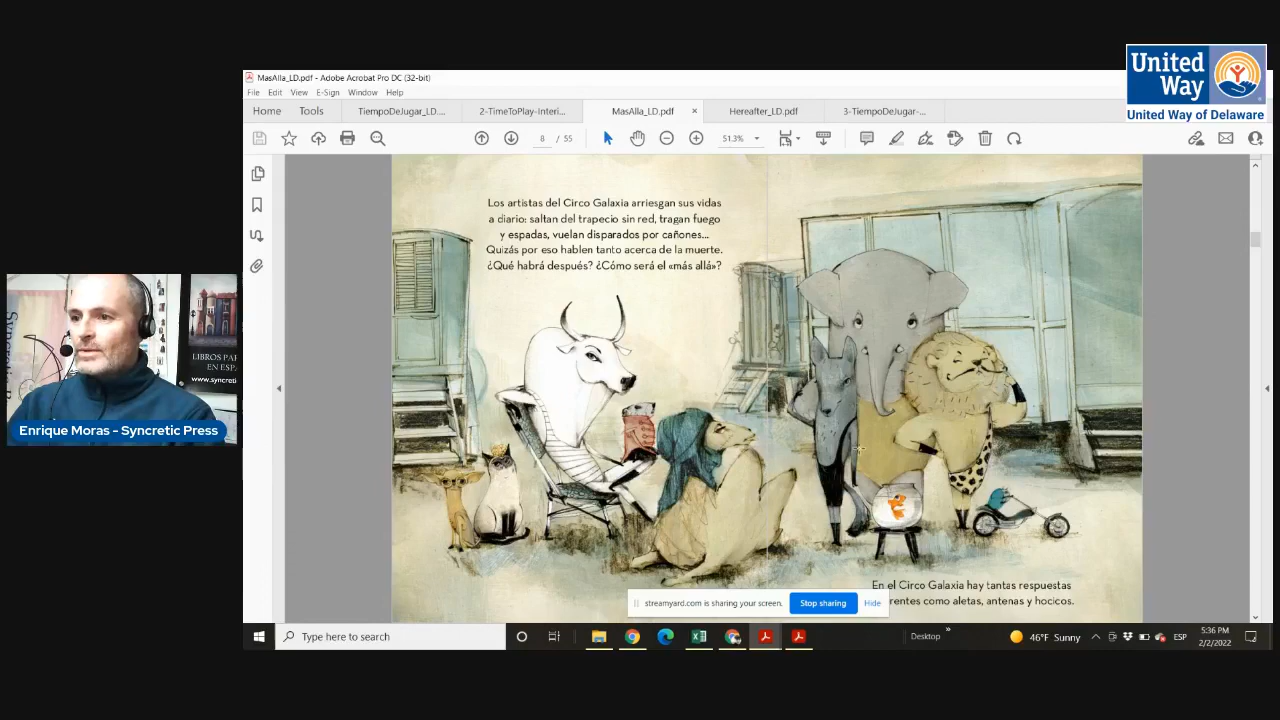 United
Way
United Way of Delaware
MasAlla_LD.pdf - Adobe Acrobat Pro DC (32-bit)
File Edit View E-Sign Window Help
Home Tools TiempoDeJugar_LD.... 2-TimeToPlay-Interi... MasAlla_LD.pdf × Hereafter_LD.pdf 3-TiempoDeJugar-...
8 / 55 51.3%
Los artistas del Circo Galaxia arriesgan sus vidas
a diario: saltan del trapecio sin red, tragan fuego
y espadas, vuelan disparados por cañones...
Quizás por eso hablen tanto acerca de la muerte.
¿Qué habrá después? ¿Cómo será el «más allá»?
LIBROS PAR
EN ESPA
www.syncretic
Enrique Moras - Syncretic Press
En el Circo Galaxia hay tantas respuestas
rentes como aletas, antenas y hocicos.
streamyard.com is sharing your screen. Stop sharing Hide
Type here to search
Desktop » 46°F Sunny ESP 5:36 PM
2/2/2022